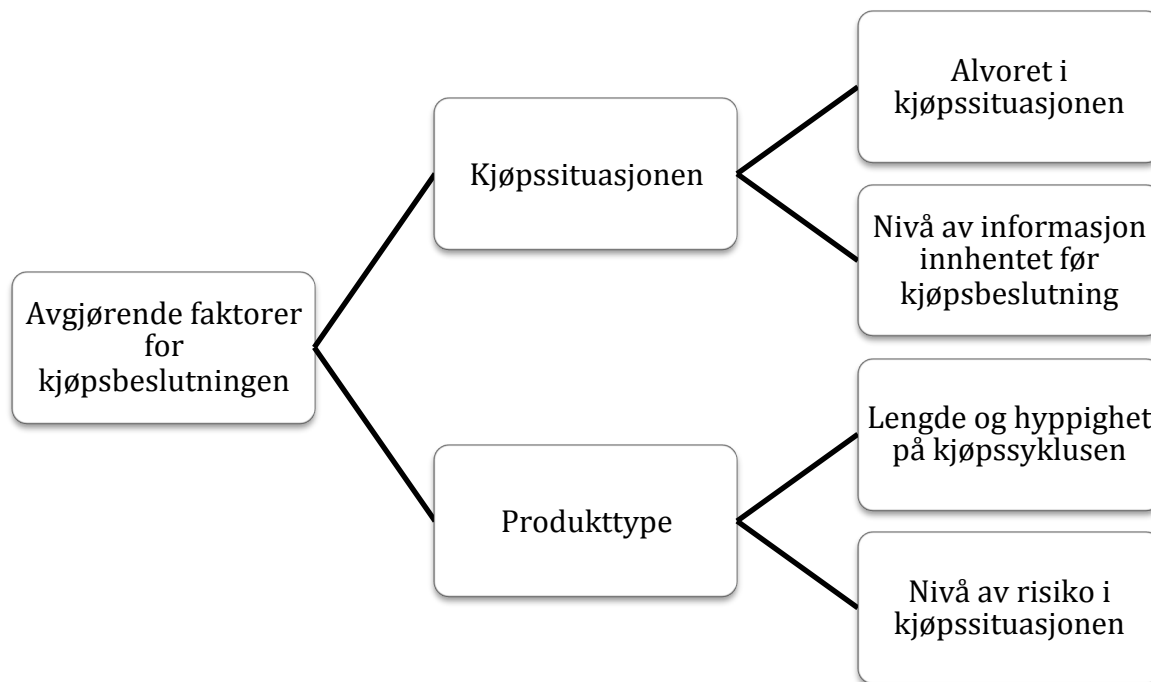 Avgjørende faktorer
for
kjøpsbeslutningen
Kjøpssituasjonen
Alvoret i
kjøpssituasjonen
Nivå av informasjon
innhentet før
kjøpsbeslutning
Produkttype
Lengde og hyppighet
på kjøpssyklusen
Nivå av risiko i
kjøpssituasjonen